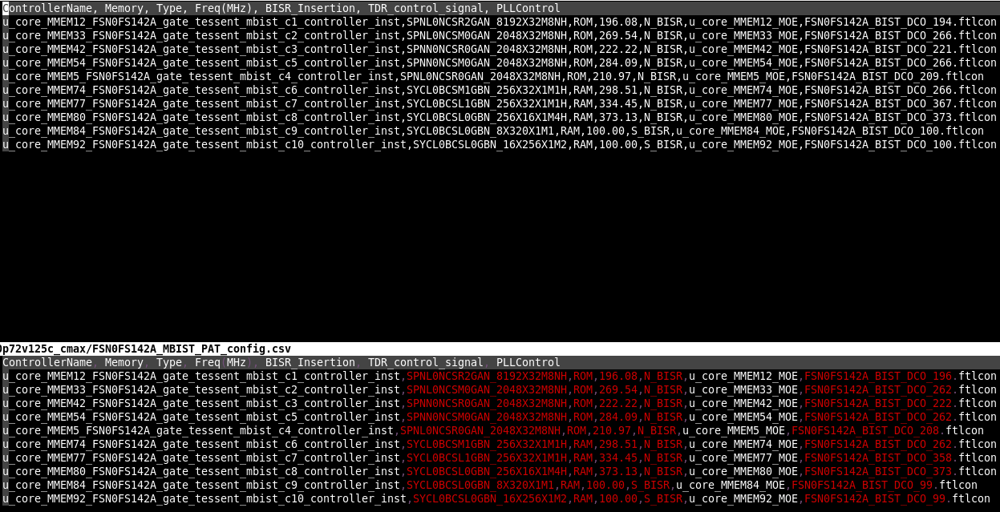 ControllerName, Memory, Type, Freq(MHz), BISR_Insertion, TDR_control_signal, PLLControl
u_core_MMEM12_FSN0FS142A_gate_tessent_mbist_c1_controller_inst,SPNL0NCSR2GAN_8192X32M8NH,ROM,196.08,N_BISR,u_core_MMEM12_MOE,FSN0FS142A_BIST_DCO_194.ftlcon
u_core_MMEM33_FSN0FS142A_gate_tessent_mbist_c2_controller_inst,SPNL0NCSM0GAN_2048X32M8NH,ROM,269.54,N_BISR,u_core_MMEM33_MOE,FSN0FS142A_BIST_DCO_266.ftlcon
u_core_MMEM42_FSN0FS142A_gate_tessent_mbist_c3_controller_inst,SPNN0NCSR0GAN_2048X32M8NH,ROM,222.22,N_BISR,u_core_MMEM42_MOE,FSN0FS142A_BIST_DCO_221.ftlcon
u_core_MMEM54_FSN0FS142A_gate_tessent_mbist_c5_controller_inst,SPNN0NCSM0GAN_2048X32M8NH,ROM,284.09,N_BISR,u_core_MMEM54_MOE,FSN0FS142A_BIST_DCO_266.ftlcon
u_core_MMEM5_FSN0FS142A_gate_tessent_mbist_c4_controller_inst,SPNL0NCSR0GAN_2048X32M8NH,ROM,210.97,N_BISR,u_core_MMEM5_MOE,FSN0FS142A_BIST_DCO_209.ftlcon
u_core_MMEM74_FSN0FS142A_gate_tessent_mbist_c6_controller_inst,SYCL0BCSM1GBN_256X32X1M1H,RAM,298.51,N_BISR,u_core_MMEM74_MOE,FSN0FS142A_BIST_DCO_266.ftlcon
u_core_MMEM77_FSN0FS142A_gate_tessent_mbist_c7_controller_inst,SYCL0BCSL1GBN_256X32X1M1H,RAM,334.45,N_BISR,u_core_MMEM77_MOE,FSN0FS142A_BIST_DCO_367.ftlcon
u_core_MMEM80_FSN0FS142A_gate_tessent_mbist_c8_controller_inst,SYCL0BCSL0GBN_256X16X1M4H,RAM,373.13,N_BISR,u_core_MMEM80_MOE,FSN0FS142A_BIST_DCO_373.ftlcon
u_core_MMEM84_FSN0FS142A_gate_tessent_mbist_c9_controller_inst,SYCL0BCSL0GBN_8X320X1M1,RAM,100.00,S_BISR,u_core_MMEM84_MOE,FSN0FS142A_BIST_DCO_100.ftlcon
u_core_MMEM92_FSN0FS142A_gate_tessent_mbist_c10_controller_inst,SYCL0BCSL0GBN_16X256X1M2,RAM,100.00,S_BISR,u_core_MMEM92_MOE,FSN0FS142A_BIST_DCO_100.ftlcon
0p72v125c_cmax/FSN0FS142A_MBIST_PAT_config.csv
ControllerName, Memory, Type, Freq(MHz), BISR_Insertion, TDR_control_signal, PLLControl
u_core_MMEM12_FSN0FS142A_gate_tessent_mbist_c1_controller_inst,SPNL0NCSR2GAN_8192X32M8NH,ROM,196.08,N_BISR,u_core_MMEM12_MOE,FSN0FS142A_BIST_DCO_196.ftlcon
u_core_MMEM33_FSN0FS142A_gate_tessent_mbist_c2_controller_inst,SPNL0NCSM0GAN_2048X32M8NH,ROM,269.54,N_BISR,u_core_MMEM33_MOE,FSN0FS142A_BIST_DCO_262.ftlcon
u_core_MMEM42_FSN0FS142A_gate_tessent_mbist_c3_controller_inst,SPNN0NCSR0GAN_2048X32M8NH,ROM,222.22,N_BISR,u_core_MMEM42_MOE,FSN0FS142A_BIST_DCO_222.ftlcon
u_core_MMEM54_FSN0FS142A_gate_tessent_mbist_c5_controller_inst,SPNN0NCSM0GAN_2048X32M8NH,ROM,284.09,N_BISR,u_core_MMEM54_MOE,FSN0FS142A_BIST_DCO_262.ftlcon
u_core_MMEM5_FSN0FS142A_gate_tessent_mbist_c4_controller_inst,SPNL0NCSR0GAN_2048X32M8NH,ROM,210.97,N_BISR,u_core_MMEM5_MOE,FSN0FS142A_BIST_DCO_208.ftlcon
u_core_MMEM74_FSN0FS142A_gate_tessent_mbist_c6_controller_inst,SYCL0BCSM1GBN_256X32X1M1H,RAM,298.51,N_BISR,u_core_MMEM74_MOE,FSN0FS142A_BIST_DCO_262.ftlcon
u_core_MMEM77_FSN0FS142A_gate_tessent_mbist_c7_controller_inst,SYCL0BCSL1GBN_256X32X1M1H,RAM,334.45,N_BISR,u_core_MMEM77_MOE,FSN0FS142A_BIST_DCO_358.ftlcon
u_core_MMEM80_FSN0FS142A_gate_tessent_mbist_c8_controller_inst,SYCL0BCSL0GBN_256X16X1M4H,RAM,373.13,N_BISR,u_core_MMEM80_MOE,FSN0FS142A_BIST_DCO_373.ftlcon
u_core_MMEM84_FSN0FS142A_gate_tessent_mbist_c9_controller_inst,SYCL0BCSL0GBN_8X320X1M1,RAM,100.00,S_BISR,u_core_MMEM84_MOE,FSN0FS142A_BIST_DCO_99.ftlcon
u_core_MMEM92_FSN0FS142A_gate_tessent_mbist_c10_controller_inst,SYCL0BCSL0GBN_16X256X1M2,RAM,100.00,S_BISR,u_core_MMEM92_MOE,FSN0FS142A_BIST_DCO_99.ftlcon